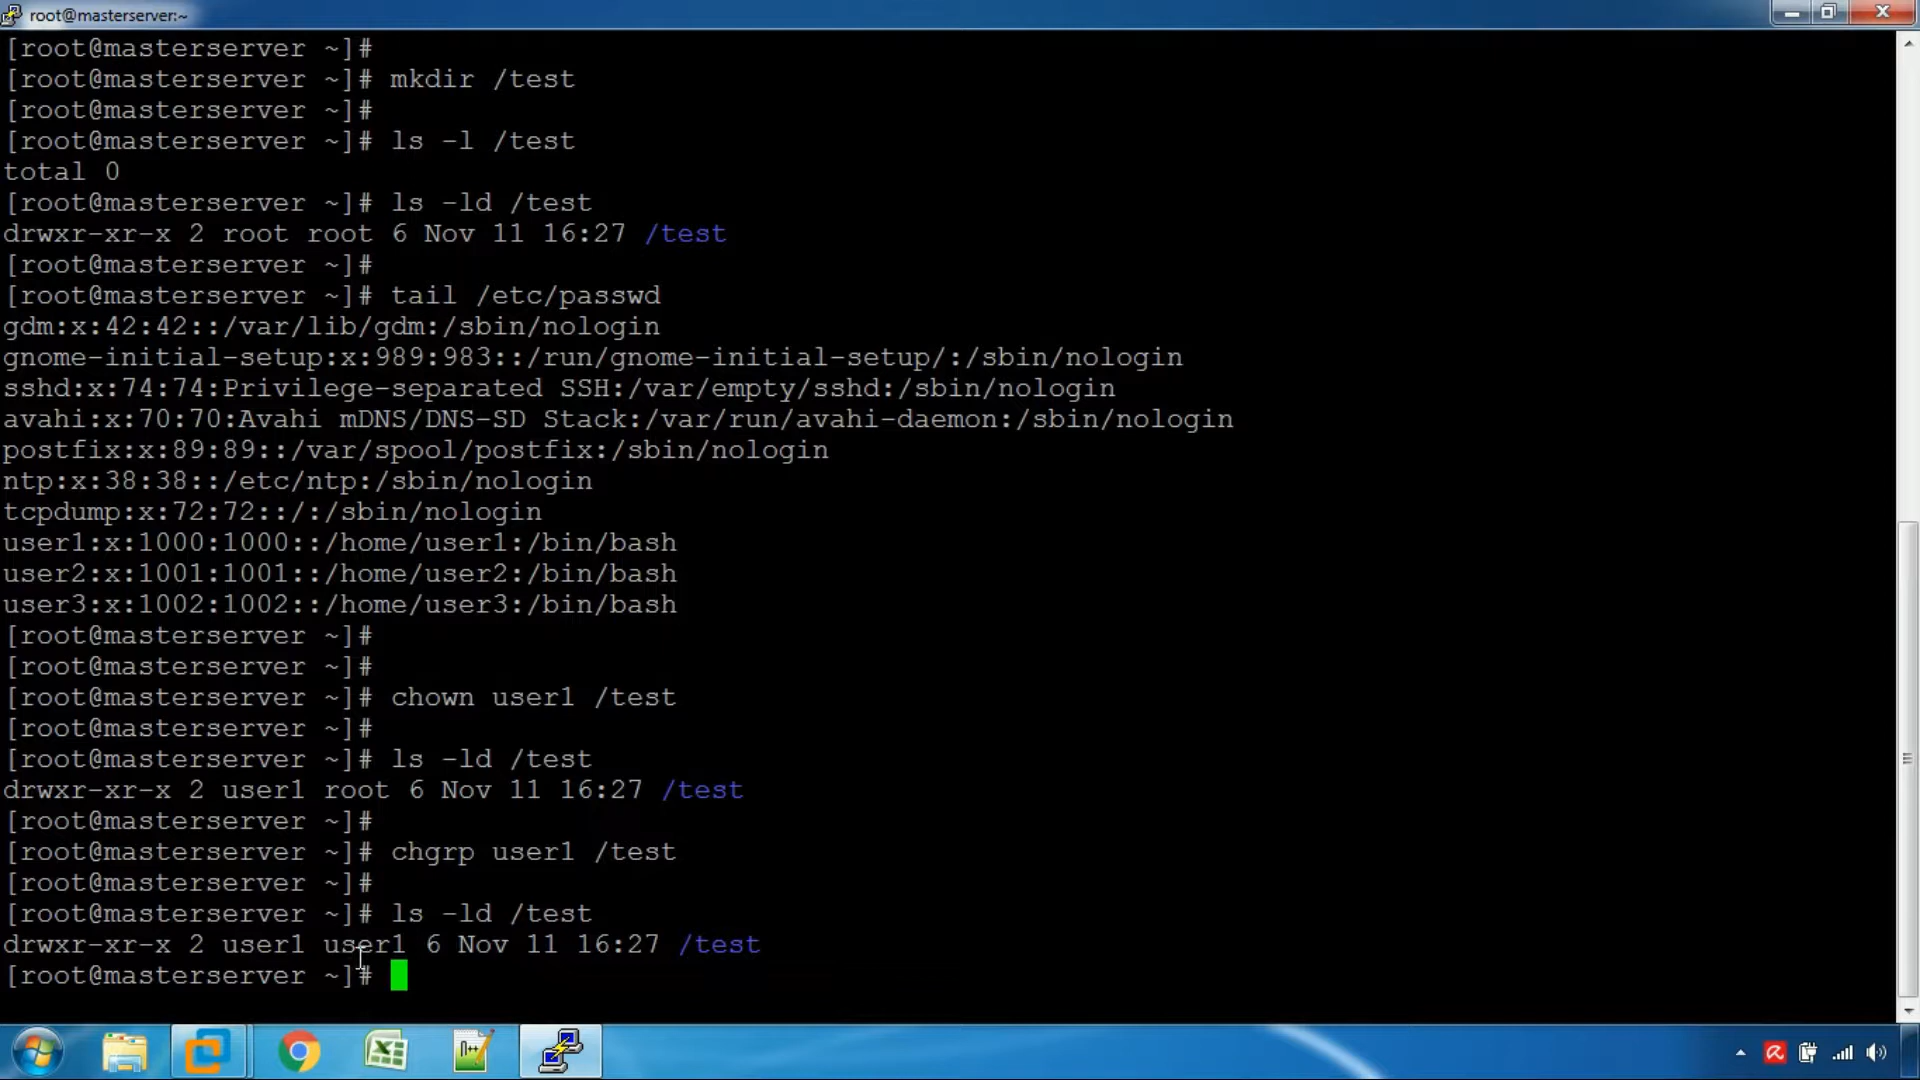 root@masterserver:~
[root@masterserver ~]#
[root@masterserver ~]# mkdir /test
[root@masterserver ~]#
[root@masterserver ~]# ls -l /test
total 0
[root@masterserver ~]# ls -ld /test
drwxr-xr-x 2 root root 6 Nov 11 16:27 /test
[root@masterserver ~]#
[root@masterserver ~]# tail /etc/passwd
gdm:x:42:42::/var/lib/gdm:/sbin/nologin
gnome-initial-setup:x:989:983::/run/gnome-initial-setup/:/sbin/nologin
sshd:x:74:74:Privilege-separated SSH:/var/empty/sshd:/sbin/nologin
avahi:x:70:70:Avahi mDNS/DNS-SD Stack:/var/run/avahi-daemon:/sbin/nologin
postfix:x:89:89::/var/spool/postfix:/sbin/nologin
ntp:x:38:38::/etc/ntp:/sbin/nologin
tcpdump:x:72:72::/:/sbin/nologin
user1:x:1000:1000::/home/user1:/bin/bash
user2:x:1001:1001::/home/user2:/bin/bash
user3:x:1002:1002::/home/user3:/bin/bash
[root@masterserver ~]#
[root@masterserver ~]#
[root@masterserver ~]# chown user1 /test
[root@masterserver ~]#
[root@masterserver ~]# ls -ld /test
drwxr-xr-x 2 user1 root 6 Nov 11 16:27 /test
[root@masterserver ~]#
[root@masterserver ~]# chgrp user1 /test
[root@masterserver ~]#
[root@masterserver ~]# ls -ld /test
drwxr-xr-x 2 user1 user1 6 Nov 11 16:27 /test
[root@masterserver ~]#